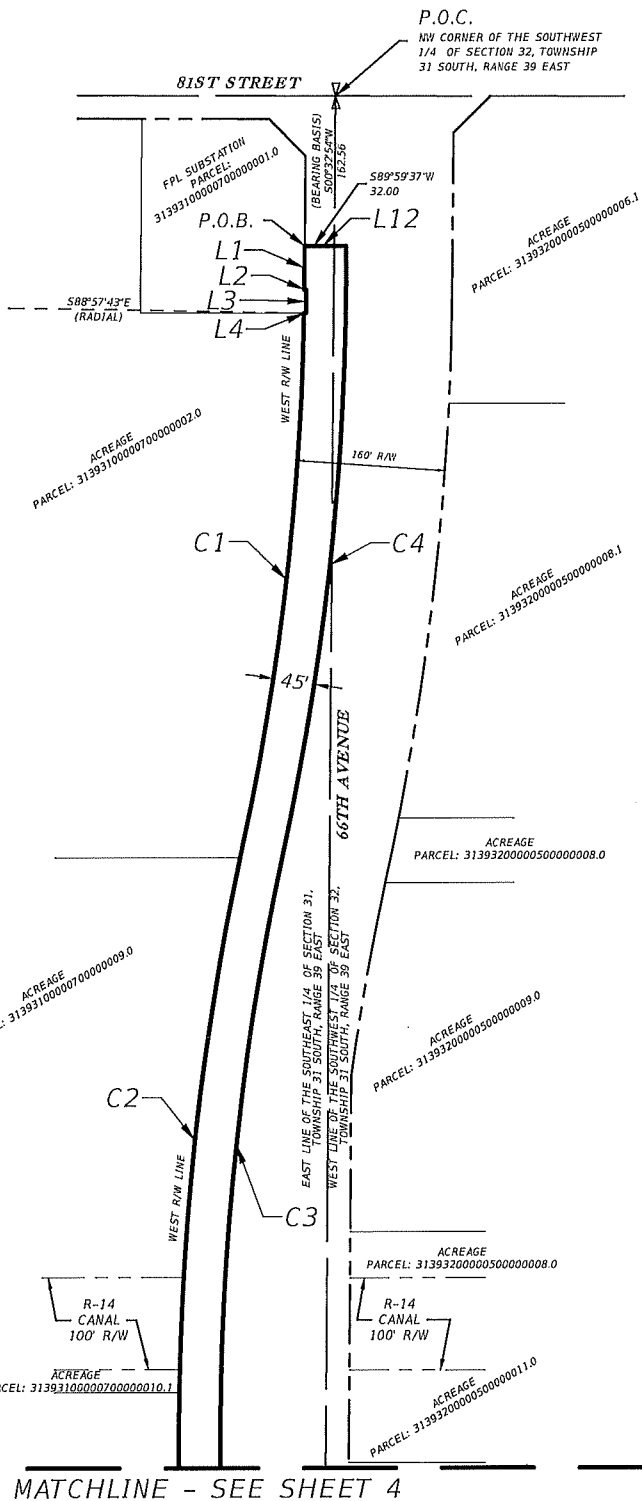 P.O.C.
NW CORNER OF THE SOUTHWEST
1/4 OF SECTION 32, TOWNSHIP
31 SOUTH, RANGE 39 EAST
81ST STREET
(BEARING BASIS)
S00°32'54"W
162.56
FPL SUBSTATION
PARCEL:
31393100000700000001.0
S89°59'37"W
32.00
P.O.B.
L12
L1
L2
L3
L4
S88°57'43"E
(RADIAL)
ACREAGE
PARCEL: 31393200000500000006.1
WEST R/W LINE
ACREAGE
PARCEL: 31393100000700000002.0
160' R/W
C1
C4
ACREAGE
PARCEL: 31393200000500000008.1
45'
66TH AVENUE
ACREAGE
PARCEL: 31393200000500000008.0
EAST LINE OF THE SOUTHEAST 1/4 OF SECTION 31,
TOWNSHIP 31 SOUTH, RANGE 39 EAST
WEST LINE OF THE SOUTHWEST 1/4 OF SECTION 32,
TOWNSHIP 31 SOUTH, RANGE 39 EAST
ACREAGE
L: 31393100000700000009.0
ACREAGE
PARCEL: 31393200000500000009.0
C2
C3
WEST R/W LINE
ACREAGE
PARCEL: 31393200000500000008.0
R-14
CANAL
100' R/W
R-14
CANAL
100' R/W
ACREAGE
RCEL: 31393100000700000010.1
ACREAGE
PARCEL: 31393200000500000011.0
MATCHLINE - SEE SHEET 4